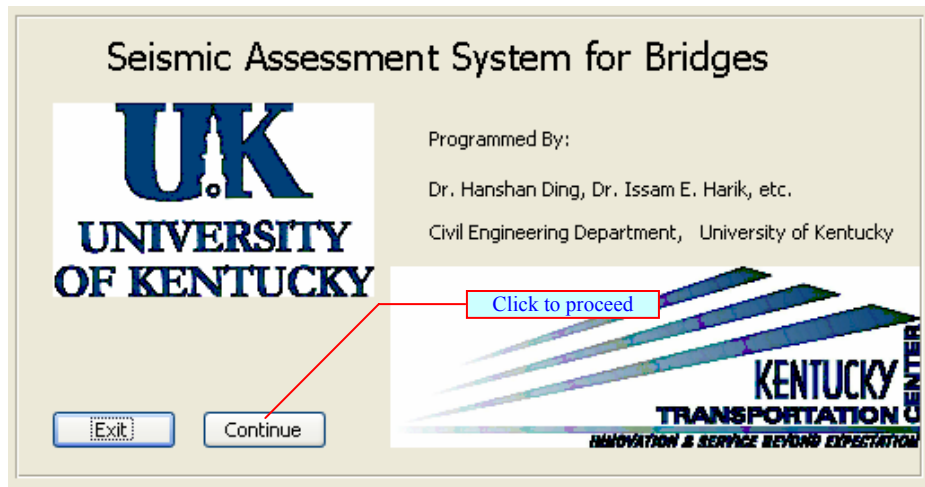 Seismic Assessment System for Bridges
UK
UNIVERSITY
OF KENTUCKY
Programmed By:
Dr. Hanshan Ding, Dr. Issam E. Harik, etc.
Civil Engineering Department, University of Kentucky
Click to proceed
KENTUCKY
TRANSPORTATION
CENTER
INNOVATION & SERVICE BEYOND EXPECTATION
Exit
Continue